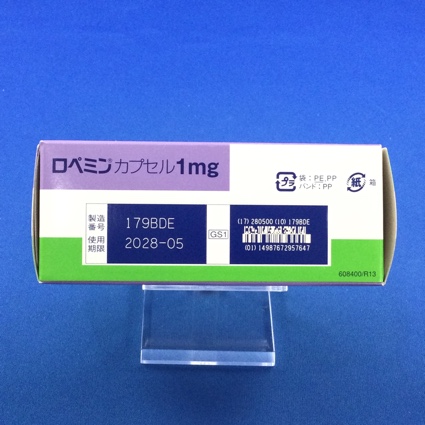 ロペミン® カプセル1mg
プラ
袋:PE,PP
バンド:PP
紙 箱
製造番号 179BDE
使用期限 2028-05
GS1
(17) 280500 (10) 179BDE
(01) 14987672957647
608400/R13